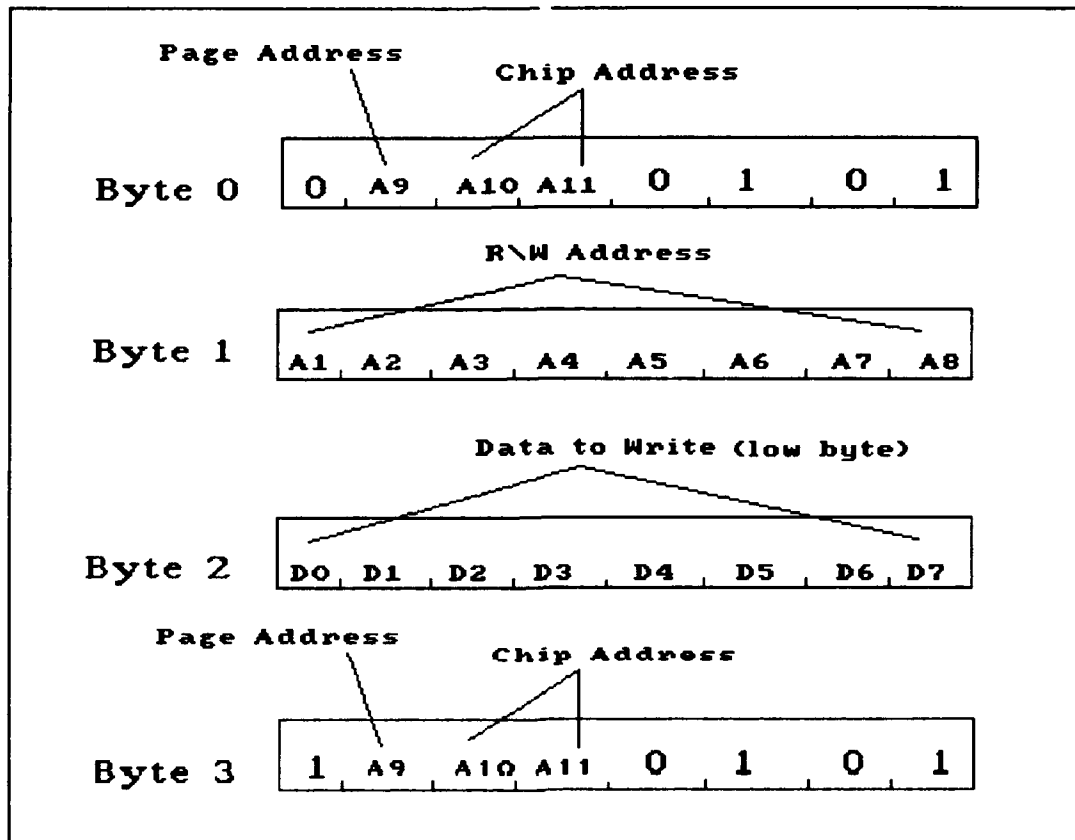 Page Address
Chip Address
Byte 0 0 A9 A10 A11 0 1 0 1
R\W Address
Byte 1 A1 A2 A3 A4 A5 A6 A7 A8
Data to Write (low byte)
Byte 2 D0 D1 D2 D3 D4 D5 D6 D7
Page Address
Chip Address
Byte 3 1 A9 A10 A11 0 1 0 1